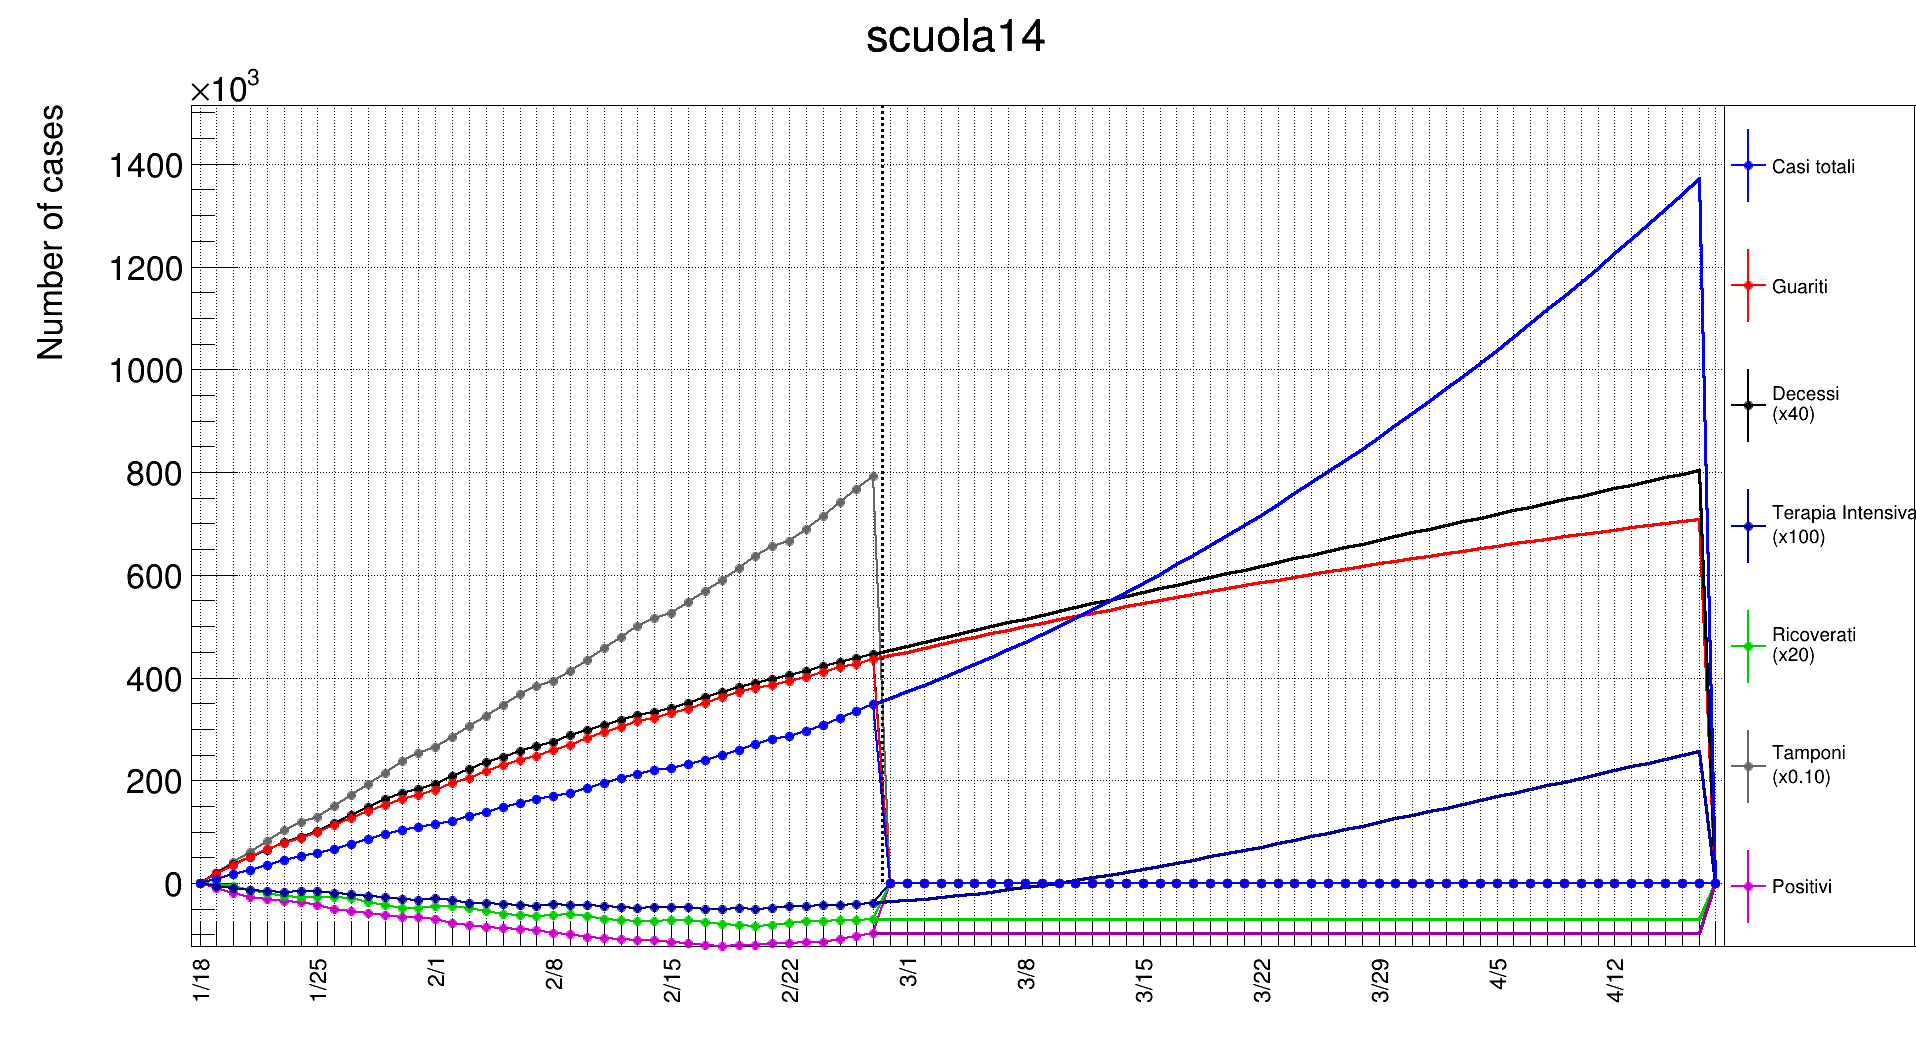 scuola14
×10³
Number of cases
1400
1200
1000
800
600
400
200
0
1/18
1/25
2/1
2/8
2/15
2/22
3/1
3/8
3/15
3/22
3/29
4/5
4/12
Casi totali
Guariti
Decessi
(x40)
Terapia Intensiva
(x100)
Ricoverati
(x20)
Tamponi
(x0.10)
Positivi